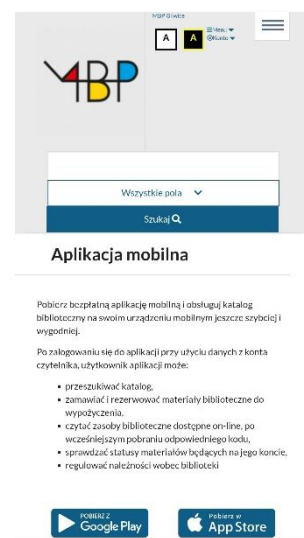 MBP Gliwice
A A
Menu
Konto
MBP
Wszystkie pola
Szukaj
Aplikacja mobilna
Pobierz bezpłatną aplikację mobilną i obsługuj katalog
biblioteczny na swoim urządzeniu mobilnym jeszcze szybciej i
wygodniej.
Po zalogowaniu się do aplikacji przy użyciu danych z konta
czytelnika, użytkownik aplikacji może:
• przeszukiwać katalog,
• zamawiać i rezerwować materiały biblioteczne do
wypożyczenia,
• czytać zasoby biblioteczne dostępne on-line, po
wcześniejszym pobraniu odpowiedniego kodu,
• sprawdzać statusy materiałów będących na jego koncie,
• regulować należności wobec biblioteki
POBIERZ Z
Google Play
Pobierz w
App Store